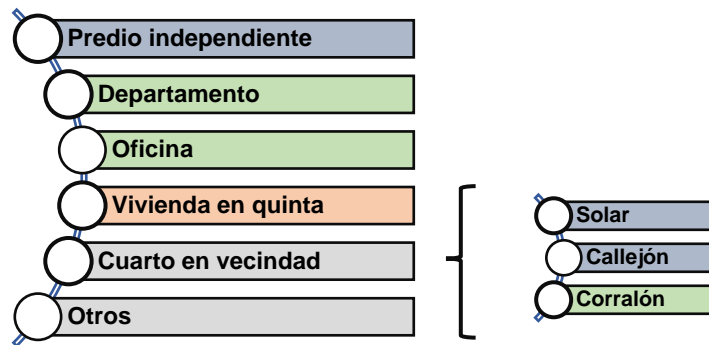 Predio independiente
Departamento
Oficina
Vivienda en quinta
Cuarto en vecindad
Otros
Solar
Callejón
Corralón